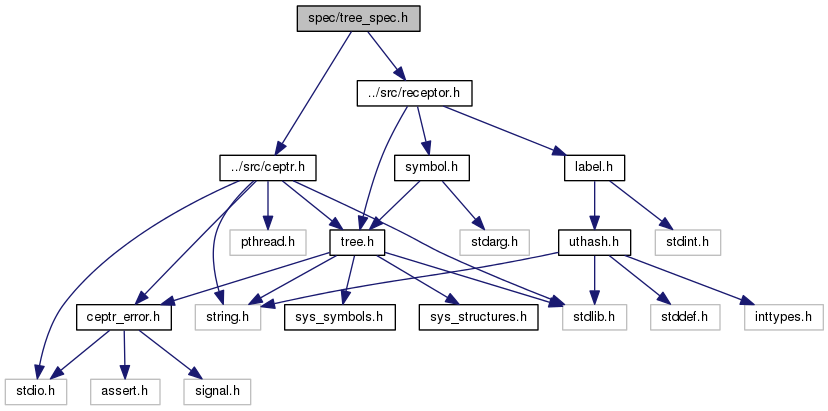 spec/tree_spec.h
../src/receptor.h
../src/ceptr.h
symbol.h
label.h
pthread.h
tree.h
stdarg.h
uthash.h
stdint.h
ceptr_error.h
string.h
sys_symbols.h
sys_structures.h
stdlib.h
stddef.h
inttypes.h
stdio.h
assert.h
signal.h